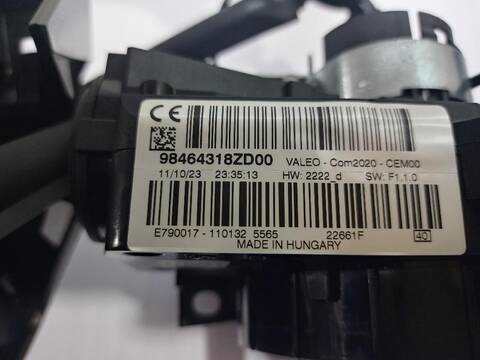 CE
98464318ZD00 VALEO - Com2020 - CEM00
11/10/23 23:35:13 HW: 2222_d SW: F1.1.0
E790017 - 110132 5565 22661F 40
MADE IN HUNGARY